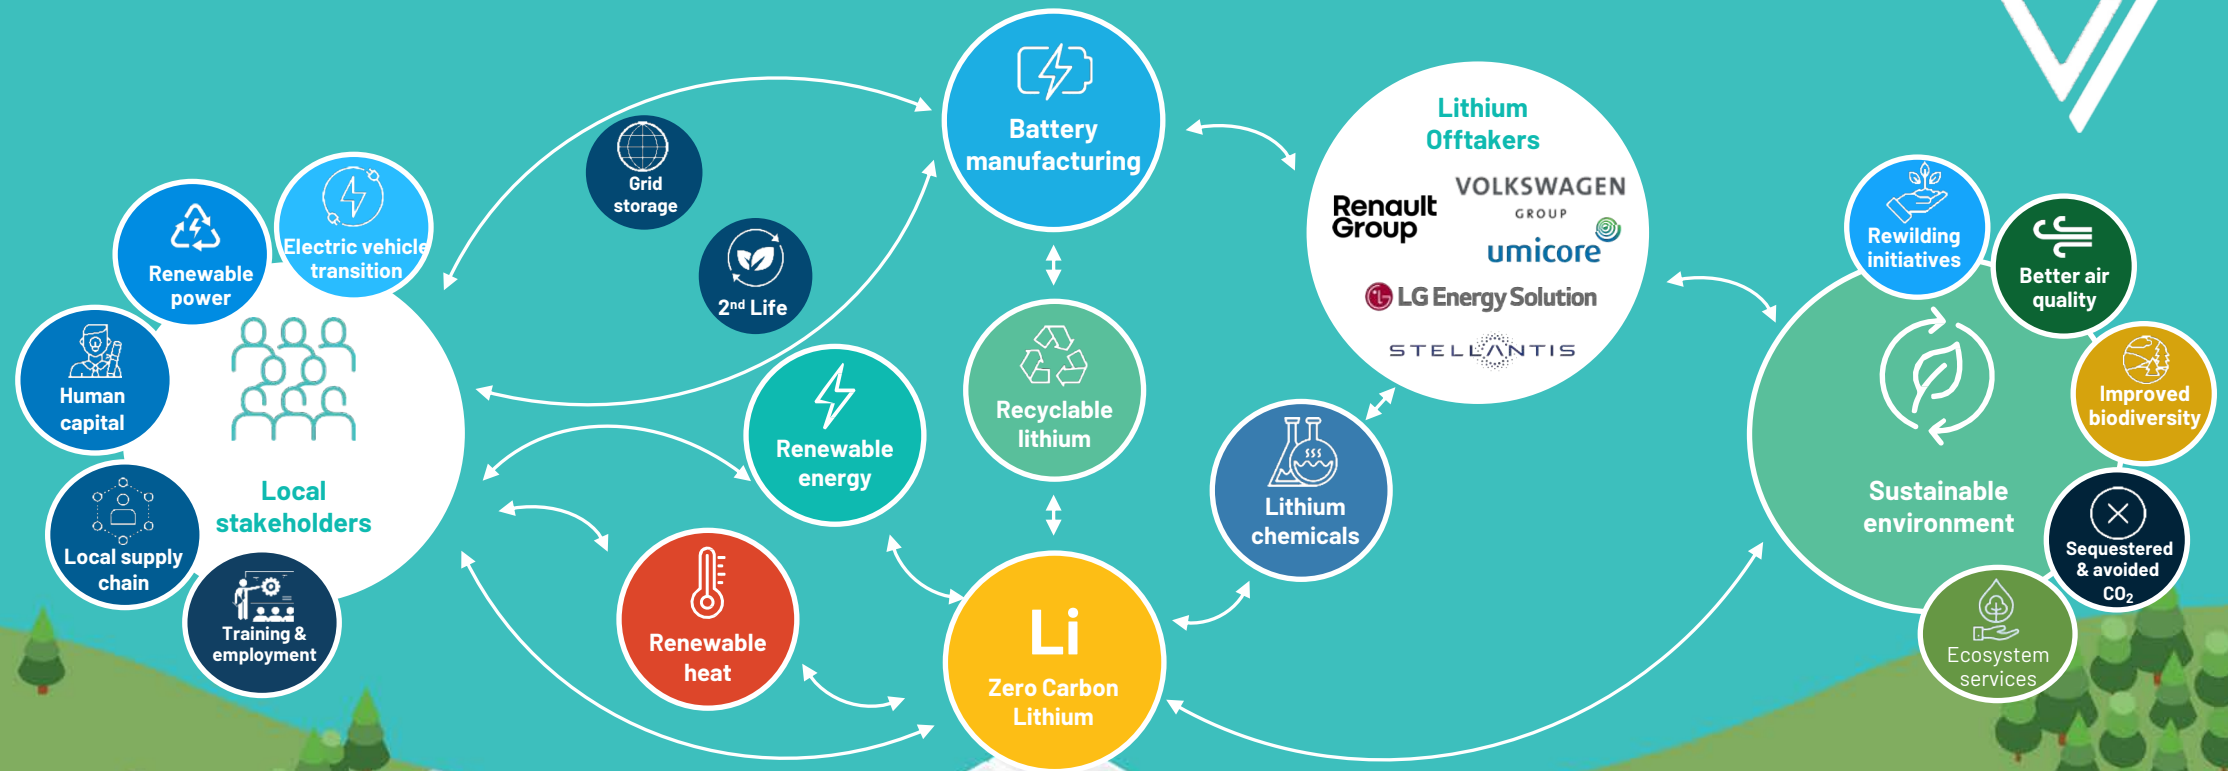 Battery
manufacturing
Lithium
Offtakers
Renault
Group
VOLKSWAGEN
GROUP
umicore
LG Energy Solution
STELLANTIS
Grid
storage
2nd Life
Electric vehicle
transition
Renewable
power
Human
capital
Local supply
chain
Training &
employment
Local
stakeholders
Renewable
energy
Renewable
heat
Recyclable
lithium
Li
Zero Carbon
Lithium
Lithium
chemicals
Rewilding
initiatives
Better air
quality
Improved
biodiversity
Sequestered
& avoided
CO₂
Ecosystem
services
Sustainable
environment